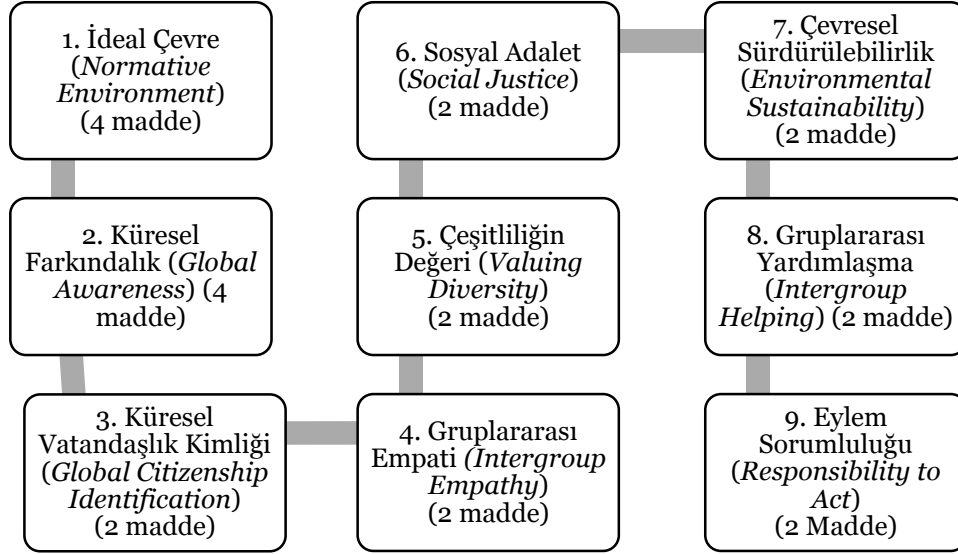 1. İdeal Çevre
(Normative
Environment)
(4 madde)
2. Küresel
Farkındalık (Global
Awareness) (4
madde)
3. Küresel
Vatandaşlık Kimliği
(Global Citizenship
Identification)
(2 madde)
4. Gruplararası
Empati (Intergroup
Empathy)
(2 madde)
5. Çeşitliliğin
Değeri (Valuing
Diversity)
(2 madde)
6. Sosyal Adalet
(Social Justice)
(2 madde)
7. Çevresel
Sürdürülebilirlik
(Environmental
Sustainability)
(2 madde)
8. Gruplararası
Yardımlaşma
(Intergroup
Helping) (2 madde)
9. Eylem
Sorumluluğu
(Responsibility to
Act)
(2 Madde)